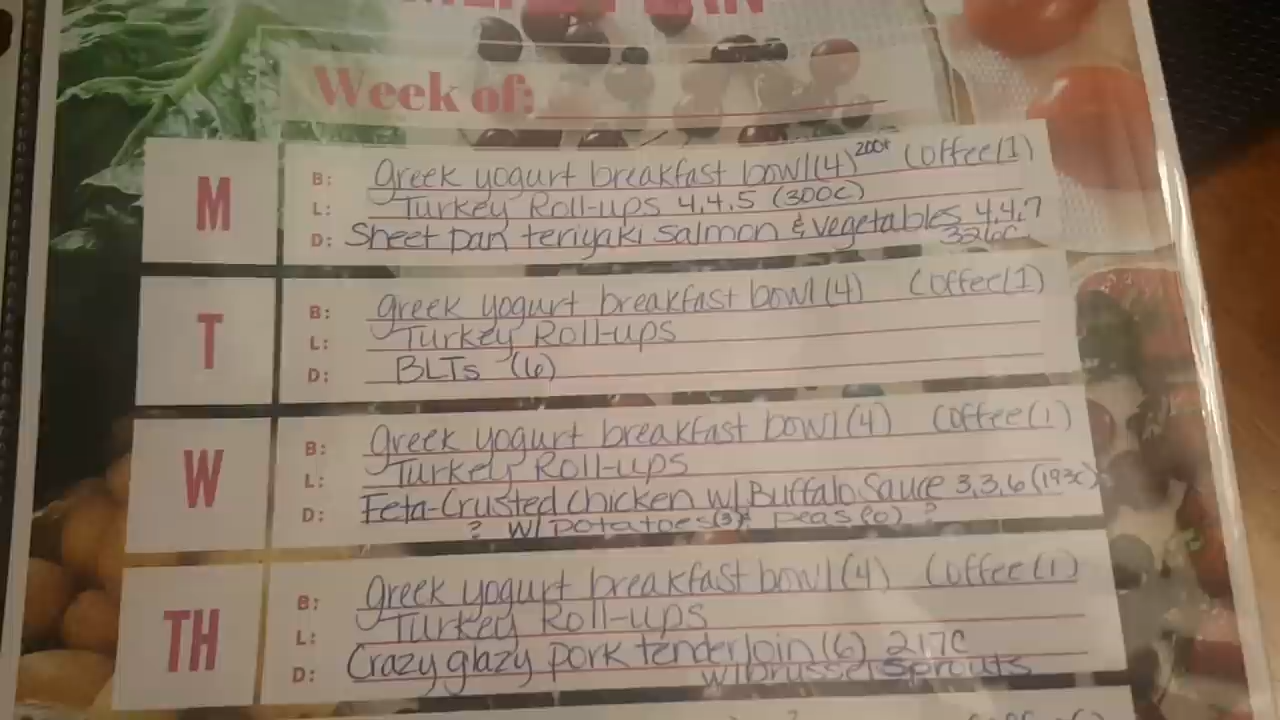 MEAL PLAN
Week of:
M
B: Greek yogurt breakfast bowl (4) 200c Coffee (1)
L: Turkey Roll-ups 4,4,5 (300c)
D: Sheet pan teriyaki salmon & vegetables 4,4,7
326c
T
B: greek yogurt breakfast bowl (4) Coffee (1)
L: Turkey Roll-ups
D: BLTs (6)
W
B: greek yogurt breakfast bowl (4) Coffee (1)
L: Turkey Roll-ups
D: Feta-Crusted Chicken w/ Buffalo Sauce 3,3,6 (193c)
? w/ potatoes (3) & peas (0) ?
TH
B: greek yogurt breakfast bowl (4) Coffee (1)
L: Turkey Roll-ups
D: Crazy glazy pork tenderloin (6) 217c
w/ brussel sprouts